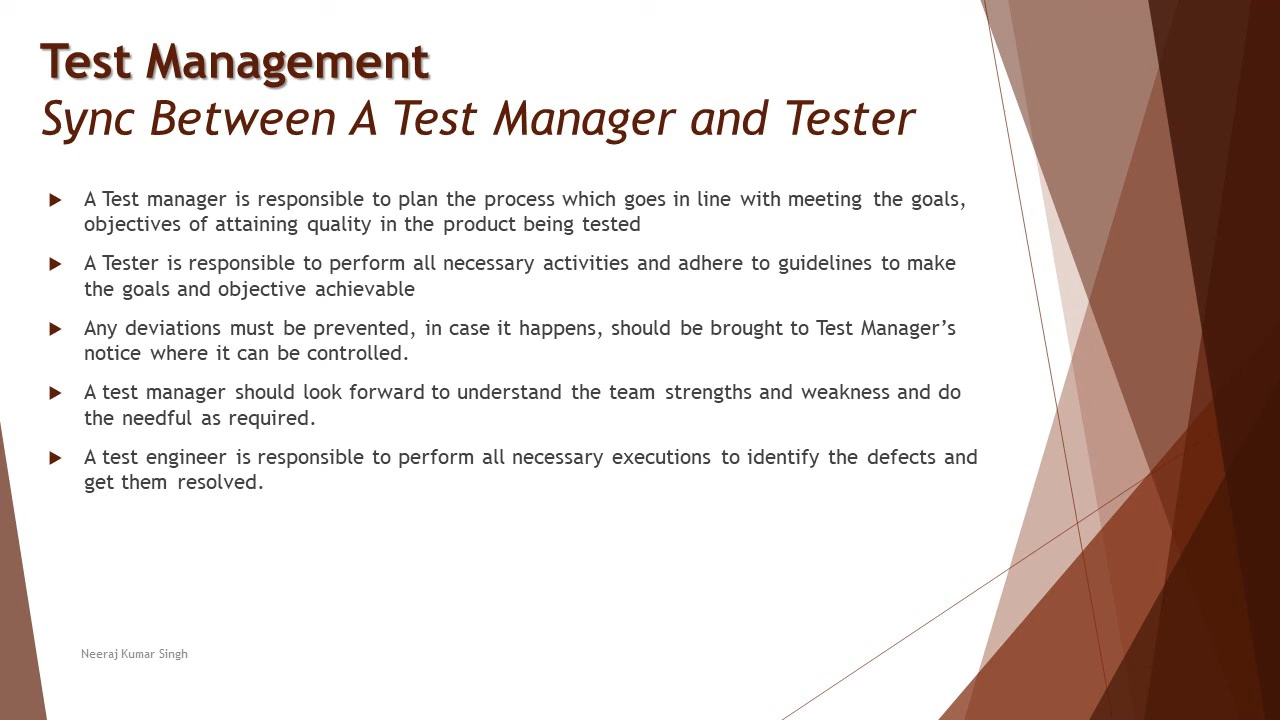 Test Management
Sync Between A Test Manager and Tester
A Test manager is responsible to plan the process which goes in line with meeting the goals,
objectives of attaining quality in the product being tested
A Tester is responsible to perform all necessary activities and adhere to guidelines to make
the goals and objective achievable
Any deviations must be prevented, in case it happens, should be brought to Test Manager’s
notice where it can be controlled.
A test manager should look forward to understand the team strengths and weakness and do
the needful as required.
A test engineer is responsible to perform all necessary executions to identify the defects and
get them resolved.
Neeraj Kumar Singh